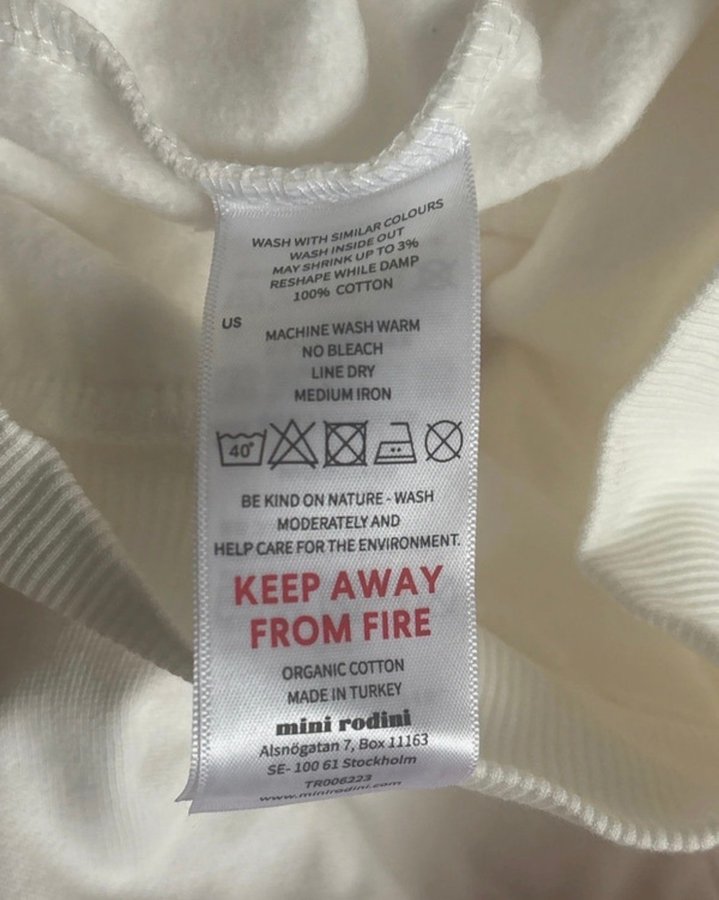 WASH WITH SIMILAR COLOURS
WASH INSIDE OUT
MAY SHRINK UP TO 3%
RESHAPE WHILE DAMP
100% COTTON
US
MACHINE WASH WARM
NO BLEACH
LINE DRY
MEDIUM IRON
40°
BE KIND ON NATURE - WASH
MODERATELY AND
HELP CARE FOR THE ENVIRONMENT.
KEEP AWAY
FROM FIRE
ORGANIC COTTON
MADE IN TURKEY
mini rodini
Alsnögatan 7, Box 11163
SE- 100 61 Stockholm
TR006223
www.minirodini.com